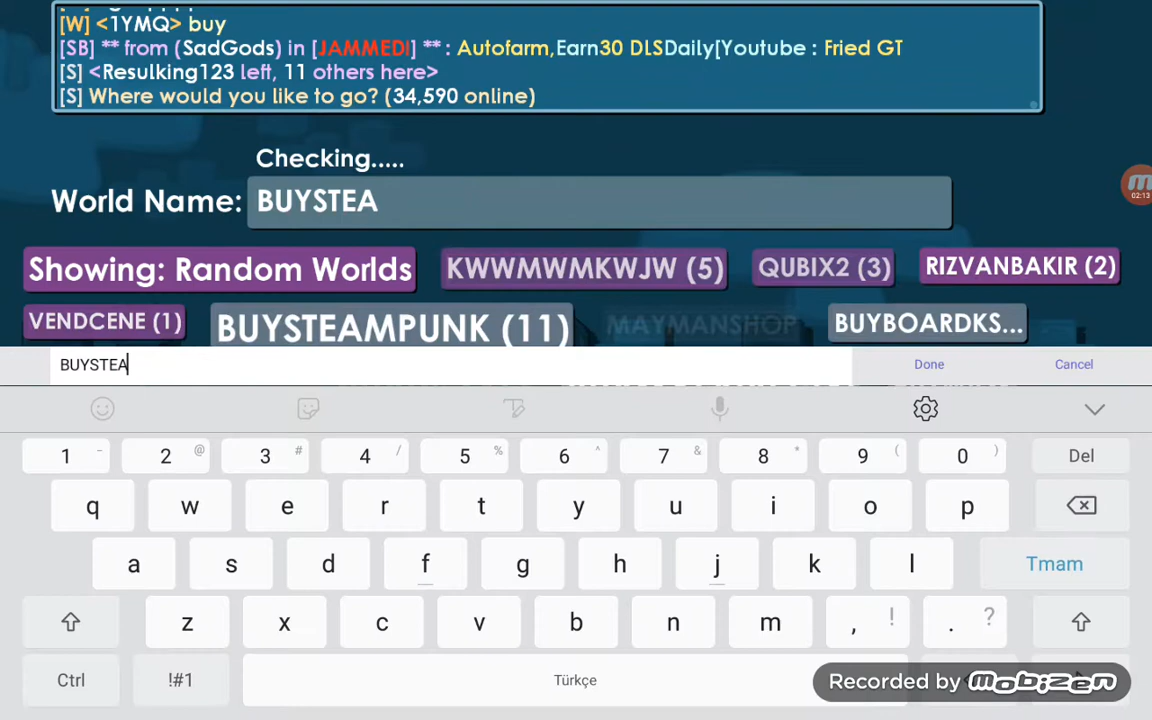 [W] <1YMQ> buy
[SB] ** from (SadGods) in [JAMMED!] ** : Autofarm,Earn30 DLSDaily[Youtube : Fried GT
[S] <Resulking123 left, 11 others here>
[S] Where would you like to go? (34,590 online)
Checking.....
World Name: BUYSTEA
02:13
Showing: Random Worlds KWWMWMKWJW (5) QUBIX2 (3) RIZVANBAKIR (2)
VENDCENE (1) BUYSTEAMPUNK (11) MAYMANSHOP BUYBOARDKS...
BUYSTEA Done Cancel
1 - 2 @ 3 # 4 / 5 % 6 ^ 7 & 8 * 9 ( 0 ) Del
q w e r t y u i o p
a s d f g h j k l Tmam
z x c v b n m , ! . ?
Ctrl !#1 Türkçe
Recorded by mobizen